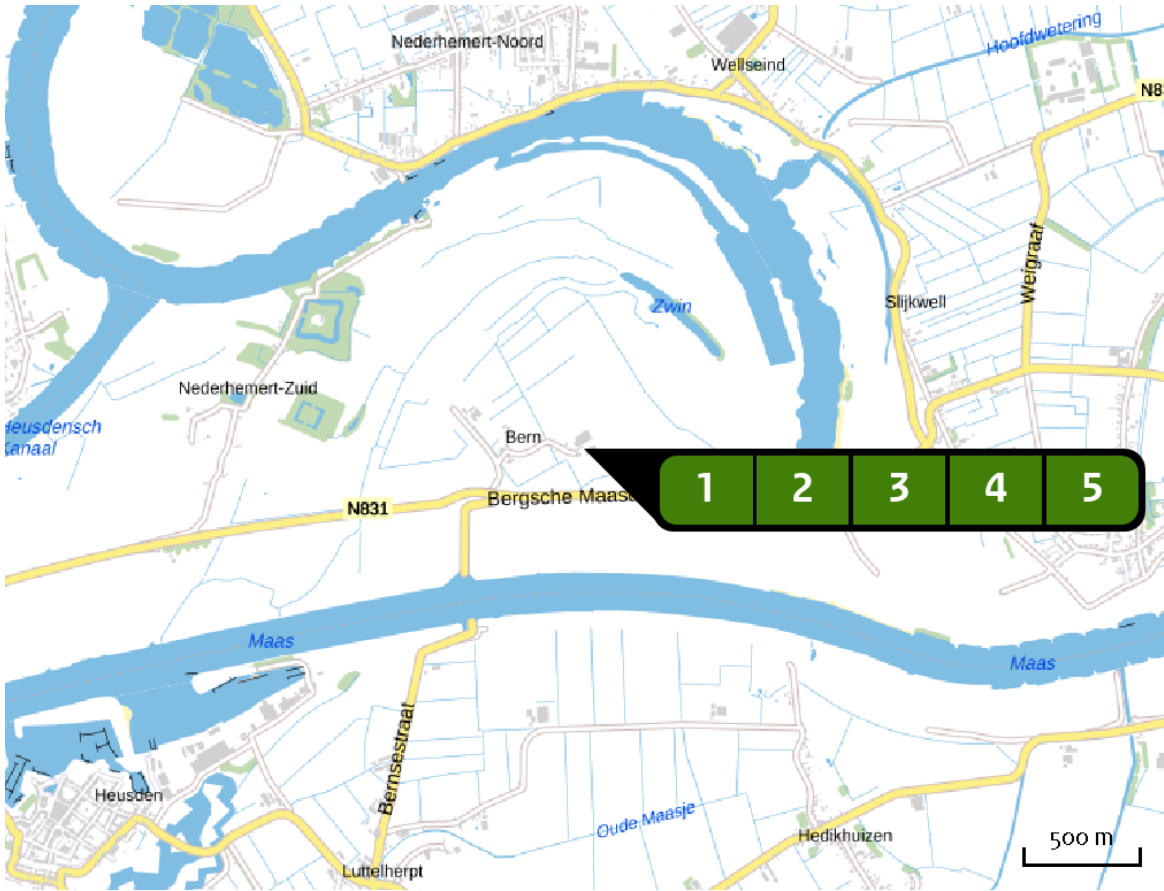 Nederhemert-Noord
Hoofdwetering
Wellseind
N83
Weigraaf
Slijkwell
Zwin
Nederhemert-Zuid
Heusdensch
Kanaal
Bern
1 2 3 4 5
Bergsche Maasd
N831
Maas
Maas
Bernsestraat
Heusden
Oude Maasje
Hedikhuizen
500 m
Luttelherpt